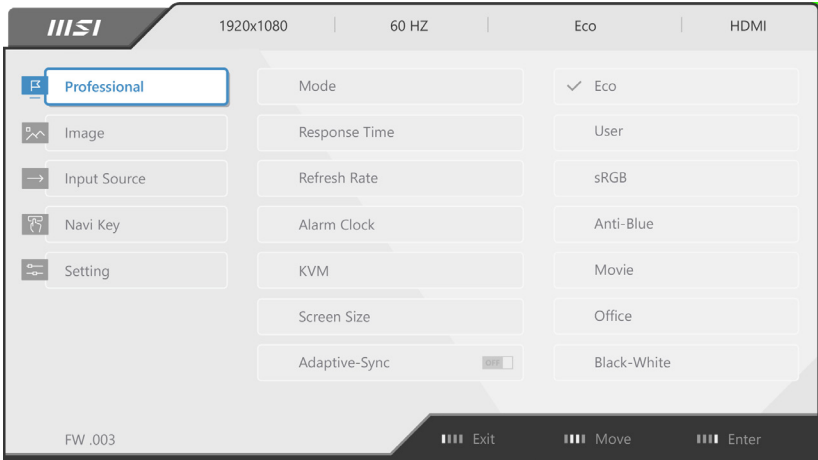 msi 1920x1080 60 HZ Eco HDMI
Professional Mode Eco
Image Response Time User
Input Source Refresh Rate sRGB
Navi Key Alarm Clock Anti-Blue
Setting KVM Movie
Screen Size Office
Adaptive-Sync OFF Black-White
FW .003 Exit Move Enter